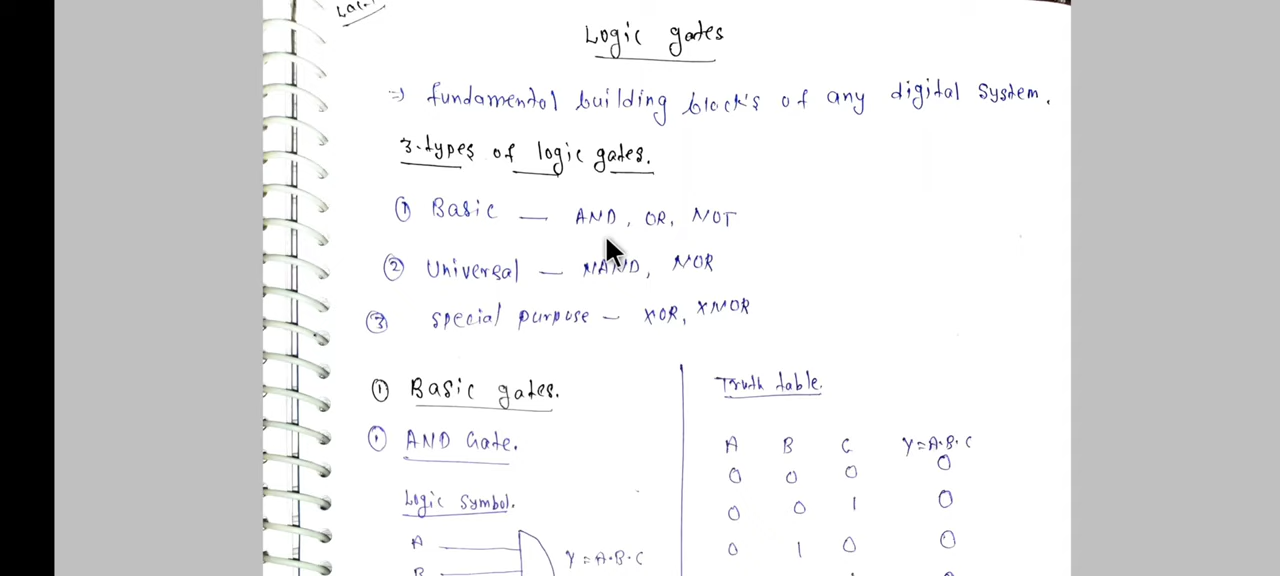 Logic gates
=> fundamental building block's of any digital system.
3-types of logic gates.
① Basic — AND, OR, NOT
② Universal — NAND, NOR
③ special purpose — XOR, XNOR
① Basic gates.
① AND Gate.
Logic symbol.
A
B
Y = A·B·C
Truth table.
A B C Y=A·B·C
0 0 0 0
0 0 1 0
0 1 0 0